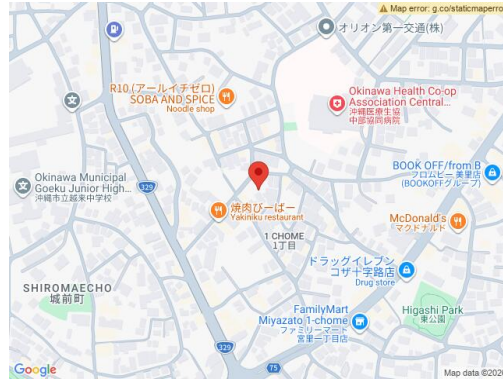 Map error: g.co/staticmaperro
オリオン第一交通(株)
R10 (アールイチゼロ)
SOBA AND SPICE
Noodle shop
Okinawa Health Co-op
Association Central...
沖縄医療生協
中部協同病院
Okinawa Municipal
Goeku Junior High...
沖縄市立越来中学校
329
BOOK OFF/from B
フロムビー 美里店
(BOOKOFFグループ)
焼肉びーばー
Yakiniku restaurant
McDonald's
マクドナルド
1 CHOME
1丁目
ドラッグイレブン
コザ十字路店
Drug store
SHIROMAECHO
城前町
FamilyMart
Miyazato 1-chome
ファミリーマート
宮里一丁目店
Higashi Park
東公園
329
75
Google
Map data ©202